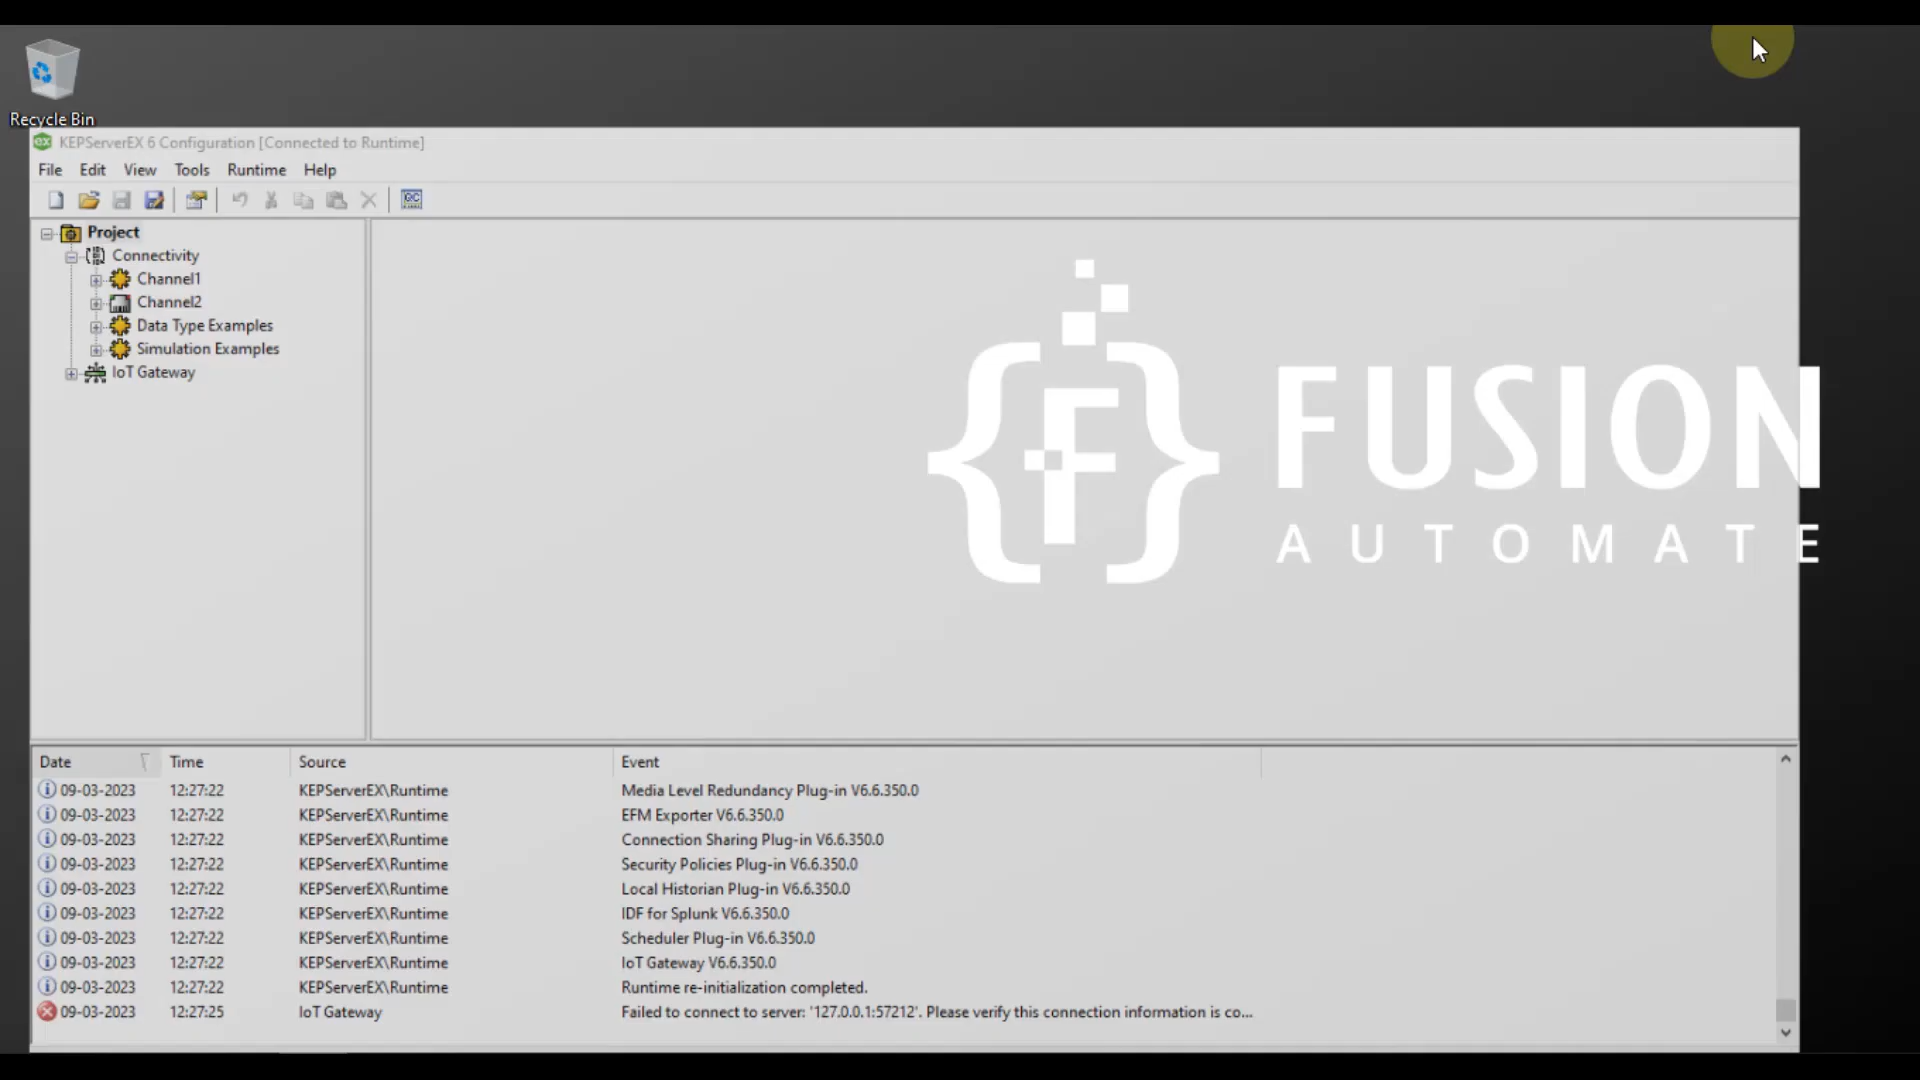 Recycle Bin
KEPServerEX 6 Configuration [Connected to Runtime]
File Edit View Tools Runtime Help
Project
Connectivity
Channel1
Channel2
Data Type Examples
Simulation Examples
IoT Gateway
FUSION
AUTOMATE
Date Time Source Event
09-03-2023 12:27:22 KEPServerEX\Runtime Media Level Redundancy Plug-in V6.6.350.0
09-03-2023 12:27:22 KEPServerEX\Runtime EFM Exporter V6.6.350.0
09-03-2023 12:27:22 KEPServerEX\Runtime Connection Sharing Plug-in V6.6.350.0
09-03-2023 12:27:22 KEPServerEX\Runtime Security Policies Plug-in V6.6.350.0
09-03-2023 12:27:22 KEPServerEX\Runtime Local Historian Plug-in V6.6.350.0
09-03-2023 12:27:22 KEPServerEX\Runtime IDF for Splunk V6.6.350.0
09-03-2023 12:27:22 KEPServerEX\Runtime Scheduler Plug-in V6.6.350.0
09-03-2023 12:27:22 KEPServerEX\Runtime IoT Gateway V6.6.350.0
09-03-2023 12:27:22 KEPServerEX\Runtime Runtime re-initialization completed.
09-03-2023 12:27:25 IoT Gateway Failed to connect to server: '127.0.0.1:57212'. Please verify this connection information is co...